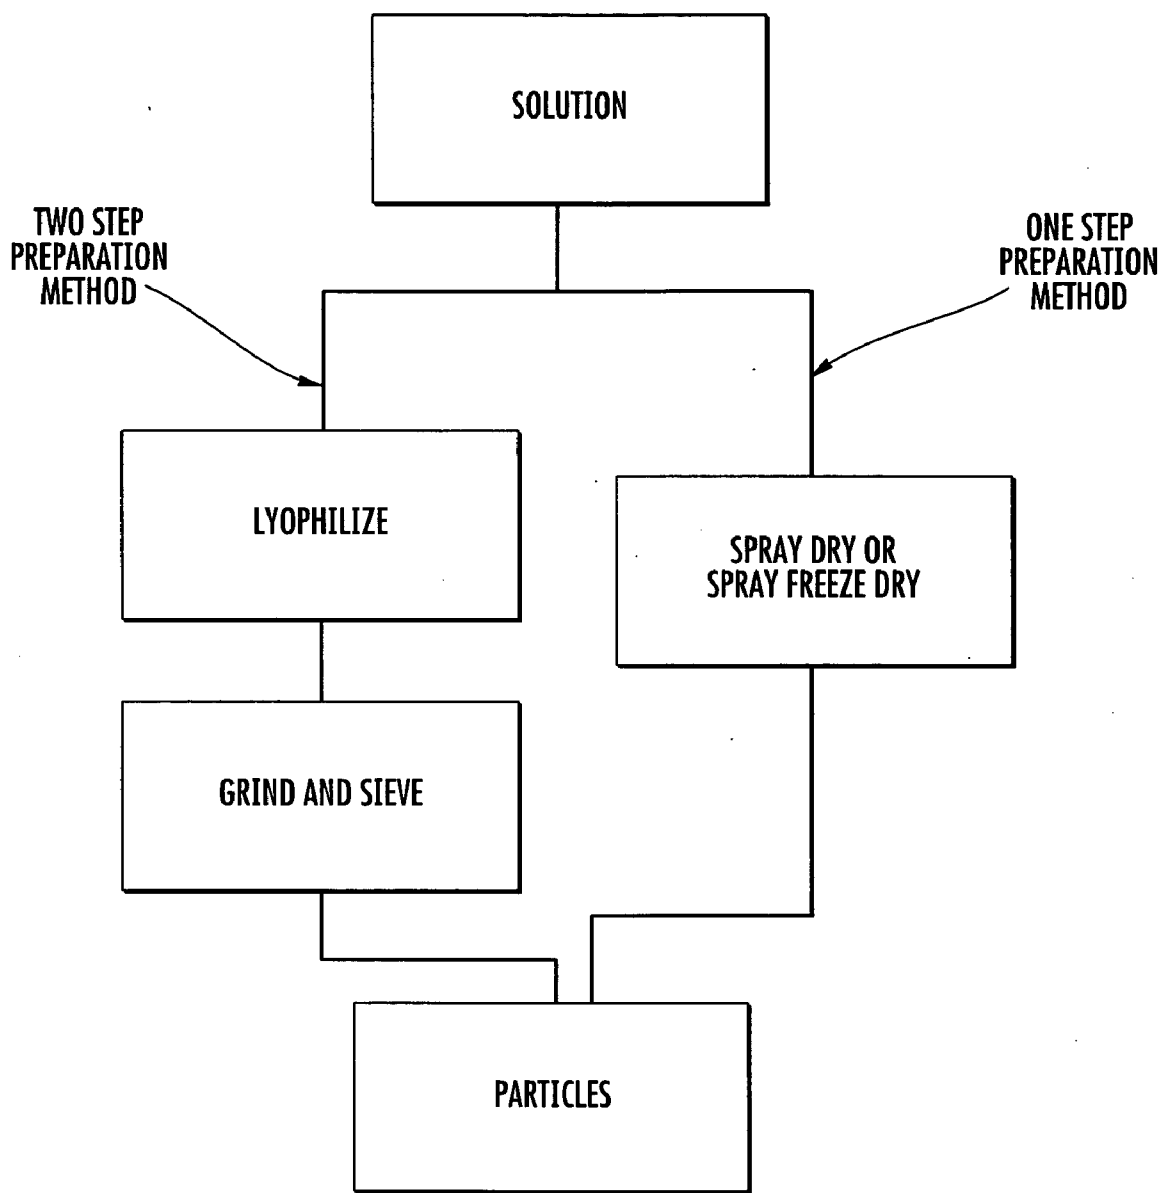 SOLUTION
TWO STEP
PREPARATION
METHOD
ONE STEP
PREPARATION
METHOD
LYOPHILIZE
SPRAY DRY OR
SPRAY FREEZE DRY
GRIND AND SIEVE
PARTICLES